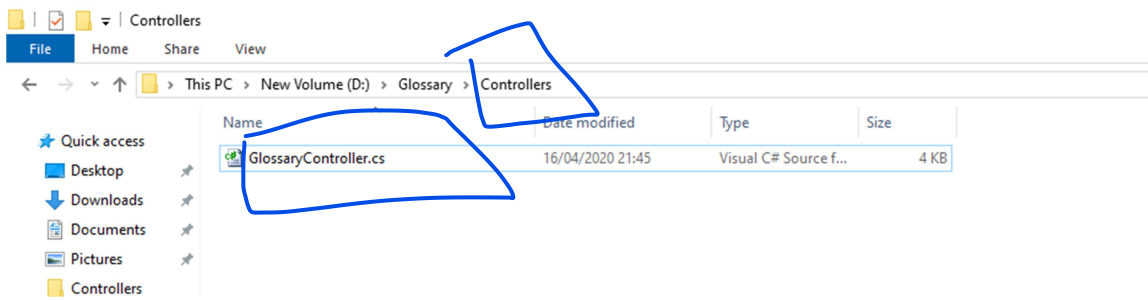 Controllers
File Home Share View
This PC > New Volume (D:) > Glossary > Controllers
Name Date modified Type Size
Quick access
GlossaryController.cs 16/04/2020 21:45 Visual C# Source f... 4 KB
Desktop
Downloads
Documents
Pictures
Controllers